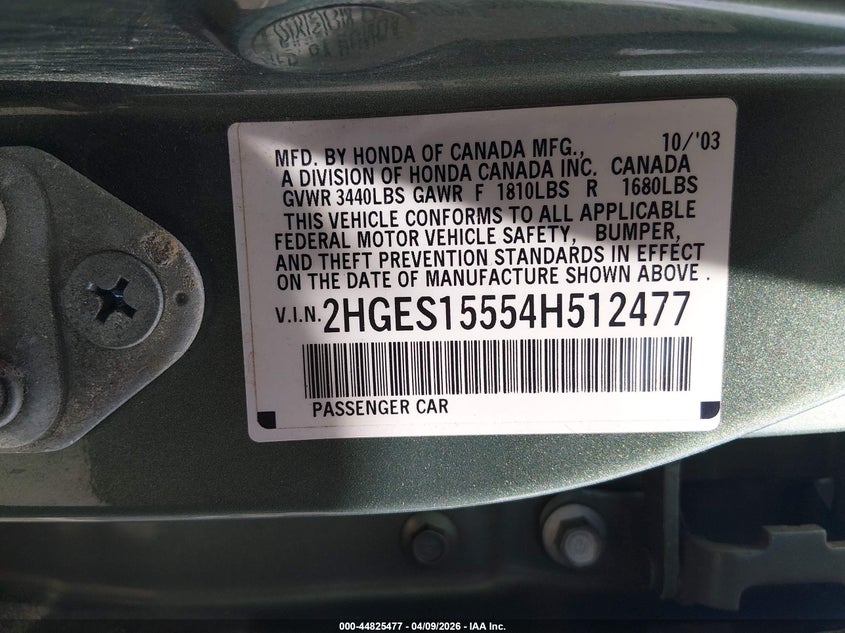 MFD. BY HONDA OF CANADA MFG., 10/'03
A DIVISION OF HONDA CANADA INC. CANADA
GVWR 3440LBS GAWR F 1810LBS R 1680LBS
THIS VEHICLE CONFORMS TO ALL APPLICABLE
FEDERAL MOTOR VEHICLE SAFETY, BUMPER,
AND THEFT PREVENTION STANDARDS IN EFFECT
ON THE DATE OF MANUFACTURE SHOWN ABOVE.
V.I.N. 2HGES15554H512477
PASSENGER CAR
000-44825477 - 04/09/2026 - IAA Inc.